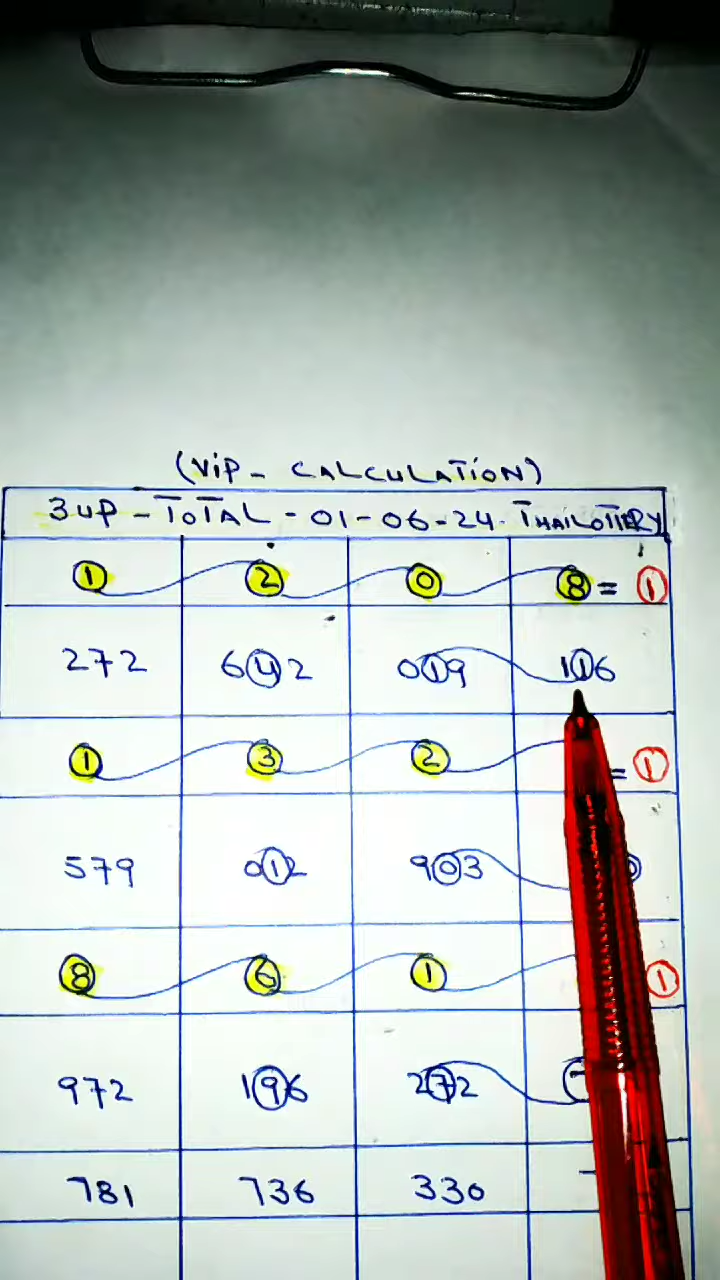 (VIP - CALCULATION)
3UP - TOTAL - 01-06-24. THAILOTTERY
1 2 0 8 = 1
272 642 019 116
1 3 2 = 1
579 012 903
8 6 1 1
972 196 272
781 736 330